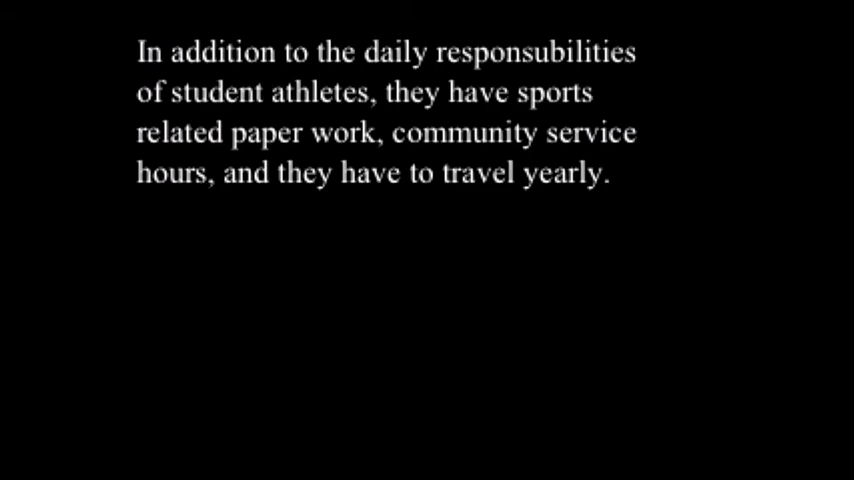 In addition to the daily responsubilities
of student athletes, they have sports
related paper work, community service
hours, and they have to travel yearly.